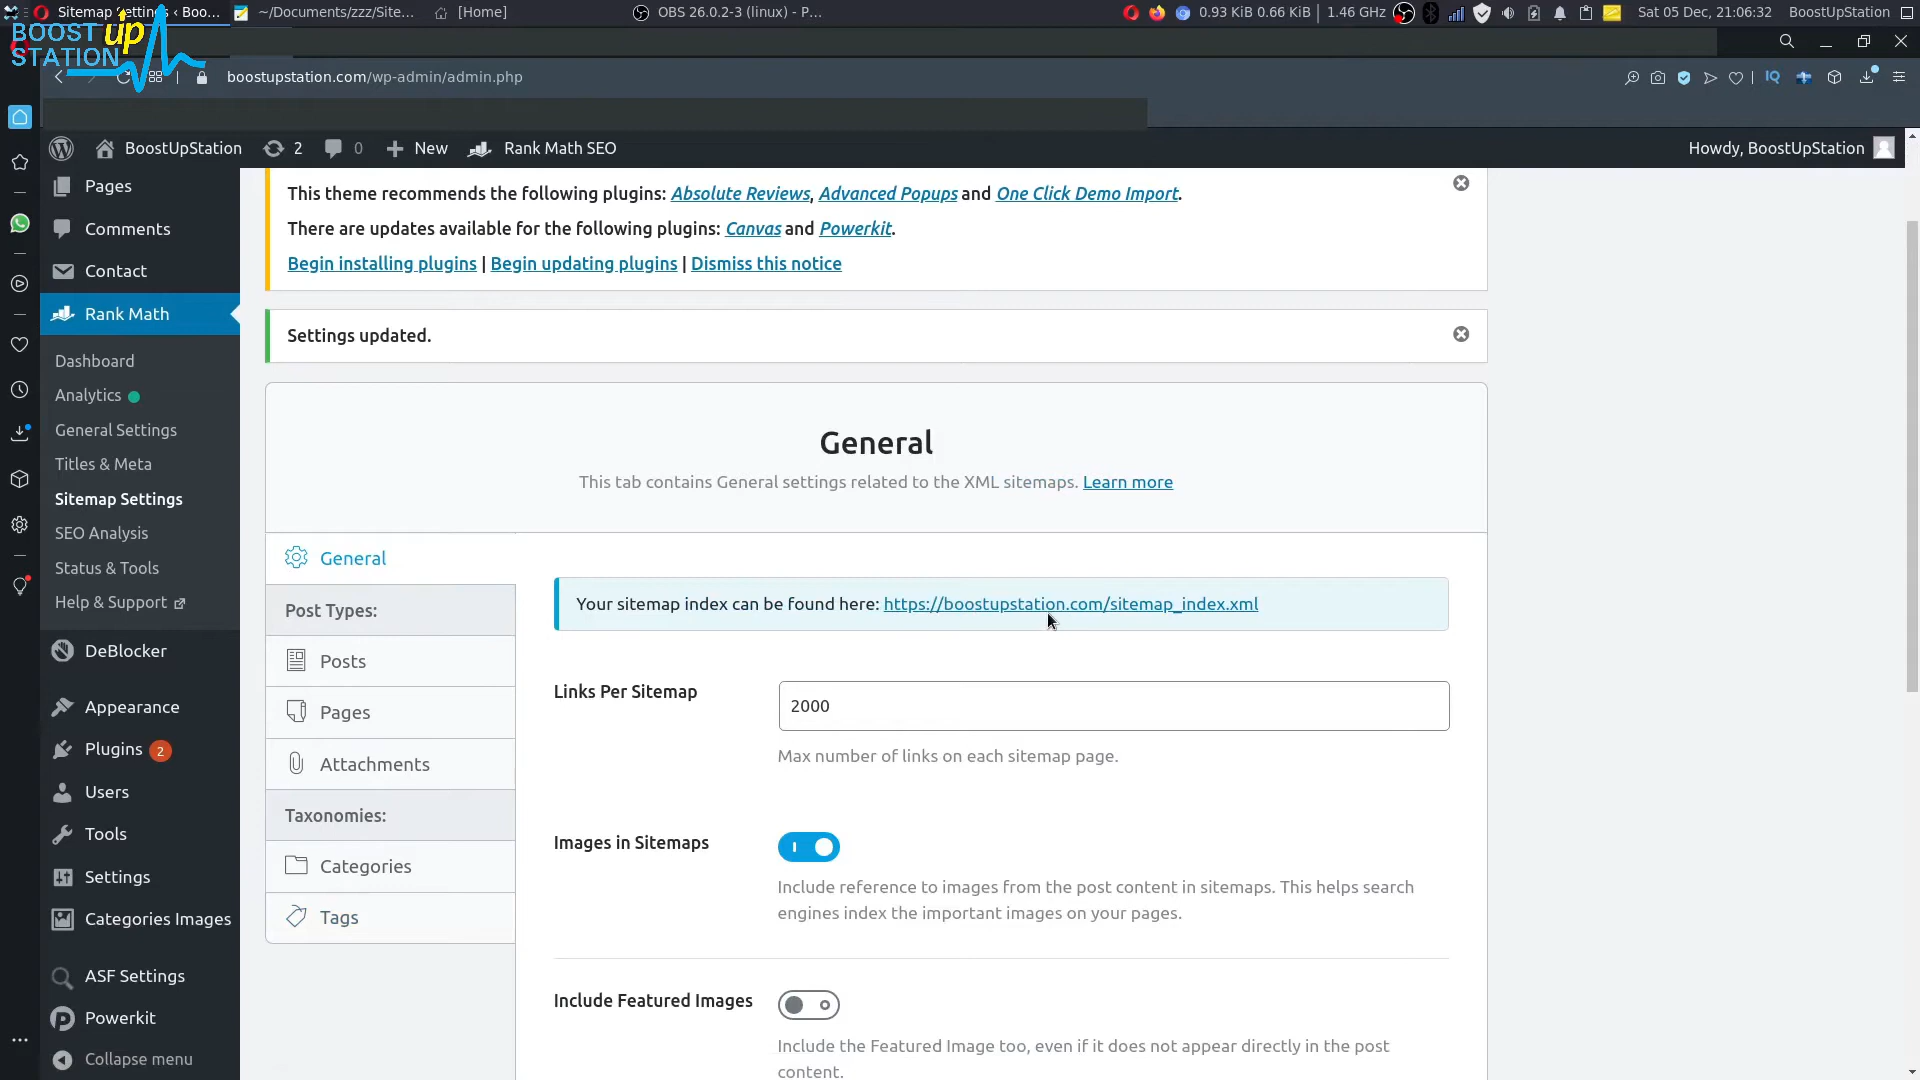 Sitemap Settings ‹ Boo...
~/Documents/zzz/Site...
[Home]
OBS 26.0.2-3 (linux) - P...
0.93 KiB 0.66 KiB
1.46 GHz
Sat 05 Dec, 21:06:32
BoostUpStation
BOOST up
STATION
boostupstation.com/wp-admin/admin.php
IQ
BoostUpStation
2
0
New
Rank Math SEO
Howdy, BoostUpStation
Pages
Comments
Contact
Rank Math
Dashboard
Analytics
General Settings
Titles & Meta
Sitemap Settings
SEO Analysis
Status & Tools
Help & Support
DeBlocker
Appearance
Plugins 2
Users
Tools
Settings
Categories Images
ASF Settings
Powerkit
Collapse menu
This theme recommends the following plugins: Absolute Reviews, Advanced Popups and One Click Demo Import.
There are updates available for the following plugins: Canvas and Powerkit.
Begin installing plugins | Begin updating plugins | Dismiss this notice
Settings updated.
General
This tab contains General settings related to the XML sitemaps. Learn more
General
Post Types:
Posts
Pages
Attachments
Taxonomies:
Categories
Tags
Your sitemap index can be found here: https://boostupstation.com/sitemap_index.xml
Links Per Sitemap
2000
Max number of links on each sitemap page.
Images in Sitemaps
Include reference to images from the post content in sitemaps. This helps search
engines index the important images on your pages.
Include Featured Images
Include the Featured Image too, even if it does not appear directly in the post
content.